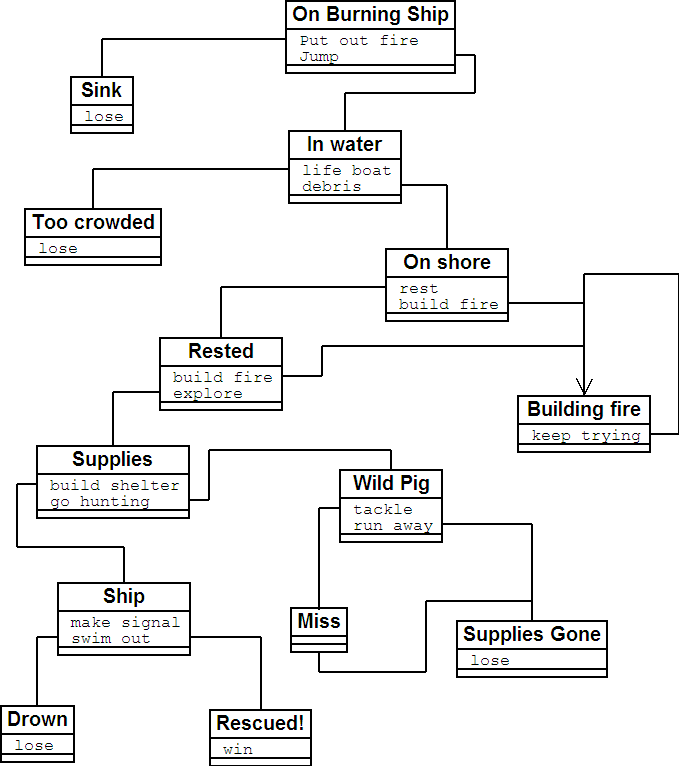 On Burning Ship
Put out fire
Jump
Sink
lose
In water
life boat
debris
Too crowded
lose
On shore
rest
build fire
Rested
build fire
explore
Building fire
keep trying
Supplies
build shelter
go hunting
Wild Pig
tackle
run away
Ship
make signal
swim out
Miss
Supplies Gone
lose
Drown
lose
Rescued!
win